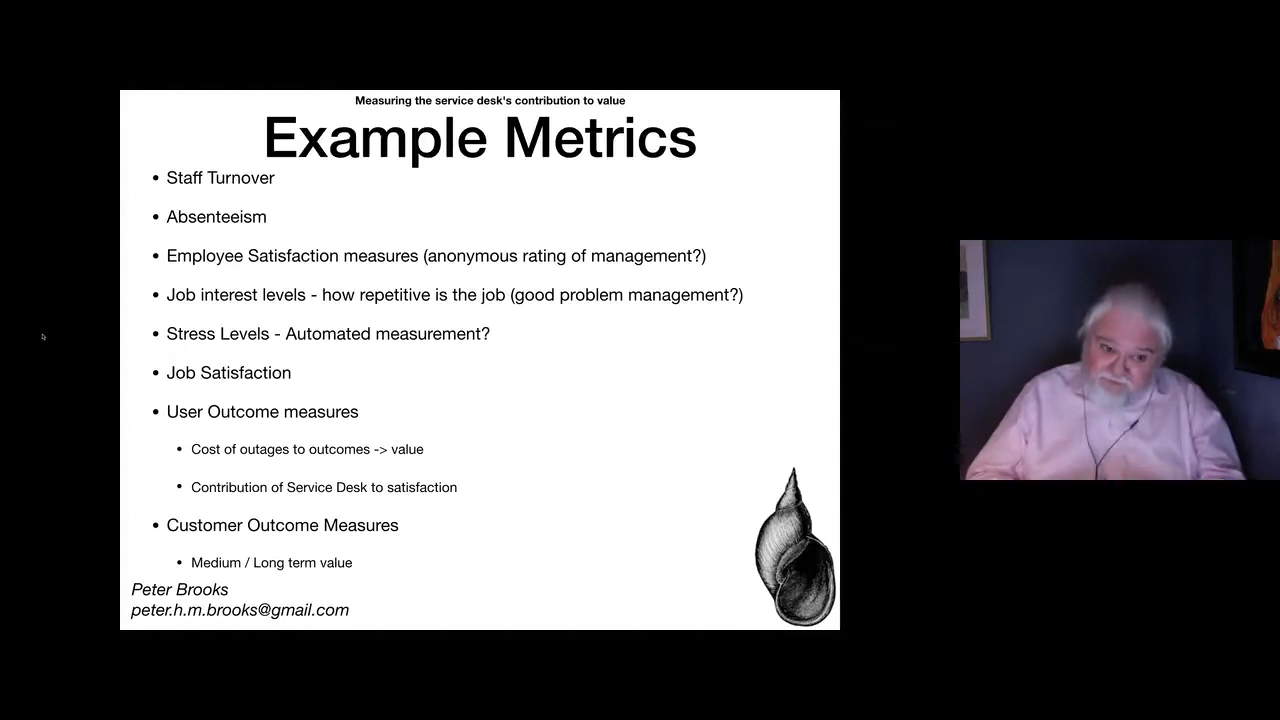 Measuring the service desk's contribution to value
Example Metrics
• Staff Turnover
• Absenteeism
• Employee Satisfaction measures (anonymous rating of management?)
• Job interest levels - how repetitive is the job (good problem management?)
• Stress Levels - Automated measurement?
• Job Satisfaction
• User Outcome measures
• Cost of outages to outcomes -> value
• Contribution of Service Desk to satisfaction
• Customer Outcome Measures
• Medium / Long term value
Peter Brooks
peter.h.m.brooks@gmail.com